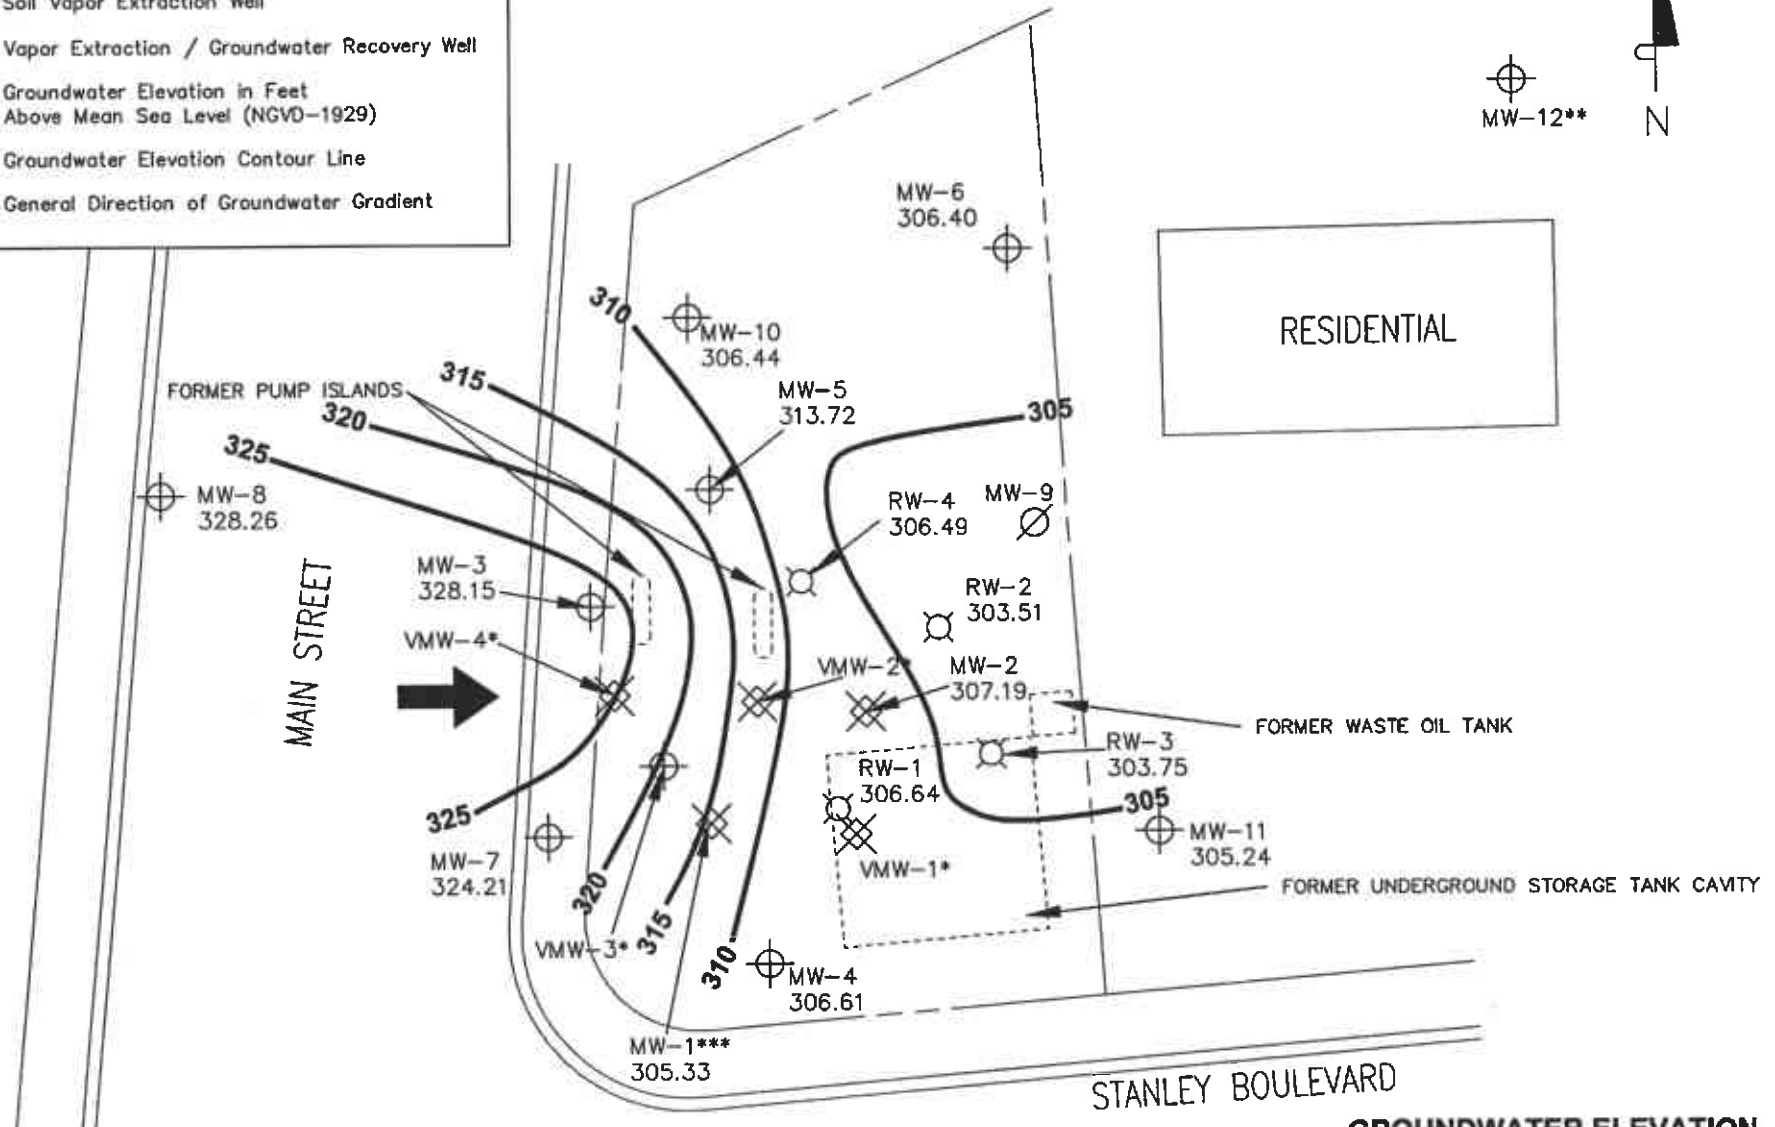 Soil Vapor Extraction Well
Vapor Extraction / Groundwater Recovery Well
Groundwater Elevation in Feet
Above Mean Sea Level (NGVD-1929)
Groundwater Elevation Contour Line
General Direction of Groundwater Gradient
N
MW-12**
MW-6
306.40
RESIDENTIAL
310
MW-10
306.44
315
FORMER PUMP ISLANDS
MW-5
313.72
320
305
325
MW-8
328.26
RW-4
306.49
MW-9
MAIN STREET
MW-3
328.15
RW-2
303.51
VMW-4*
VMW-2*
MW-2
307.19
FORMER WASTE OIL TANK
RW-3
303.75
RW-1
306.64
325
305
MW-11
305.24
MW-7
324.21
VMW-1*
FORMER UNDERGROUND STORAGE TANK CAVITY
320
315
310
VMW-3*
MW-4
306.61
MW-1***
305.33
STANLEY BOULEVARD
GROUNDWATER ELEVATION